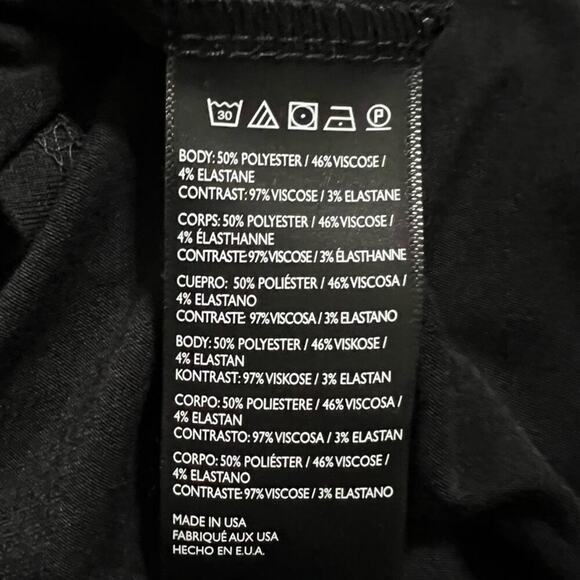 30 P
BODY: 50% POLYESTER / 46% VISCOSE /
4% ELASTANE
CONTRAST: 97% VISCOSE / 3% ELASTANE
CORPS: 50% POLYESTER / 46% VISCOSE /
4% ÉLASTHANNE
CONTRASTE:97% VISCOSE / 3% ÉLASTHANNE
CUEPRO: 50% POLIÉSTER / 46% VISCOSA /
4% ELASTANO
CONTRASTE: 97% VISCOSA / 3% ELASTANO
BODY: 50% POLYESTER / 46% VISKOSE /
4% ELASTAN
KONTRAST: 97% VISKOSE / 3% ELASTAN
CORPO: 50% POLIESTERE / 46% VISCOSA /
4% ELASTAN
CONTRASTO: 97% VISCOSA / 3% ELASTAN
CORPO: 50% POLIÉSTER / 46% VISCOSE /
4% ELASTANO
CONTRASTE: 97% VISCOSE / 3% ELASTANO
MADE IN USA
FABRIQUÉ AUX USA
HECHO EN E.U.A.